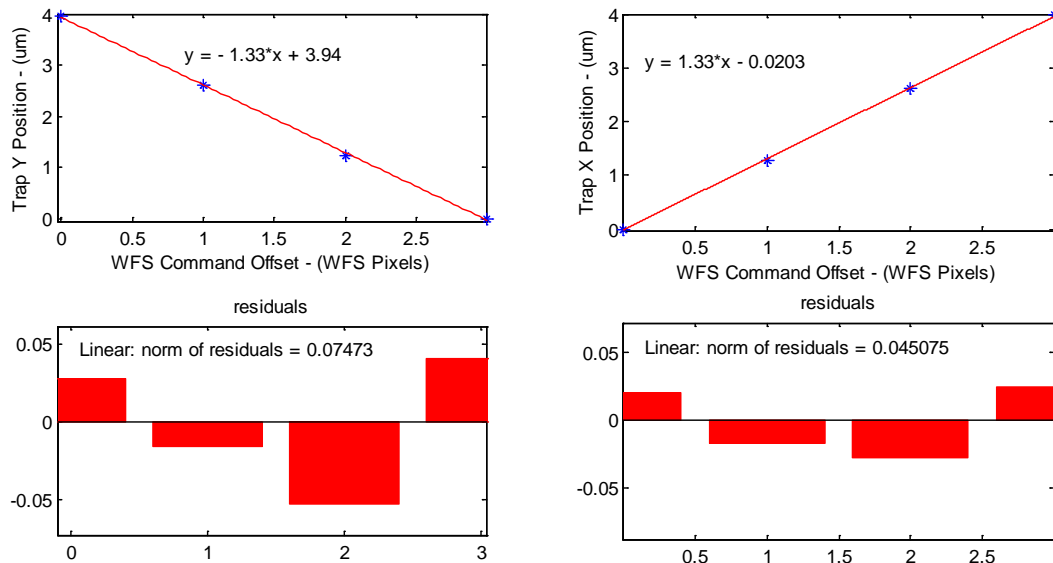 Trap Y Position - (um)
4
3
2
1
0
y = - 1.33*x + 3.94
0 0.5 1 1.5 2 2.5
WFS Command Offset - (WFS Pixels)
Trap X Position - (um)
4
3
2
1
0
y = 1.33*x - 0.0203
0.5 1 1.5 2 2.5
WFS Command Offset - (WFS Pixels)
residuals
0.05
0
-0.05
Linear: norm of residuals = 0.07473
0 1 2 3
residuals
0.05
0
-0.05
Linear: norm of residuals = 0.045075
0.5 1 1.5 2 2.5